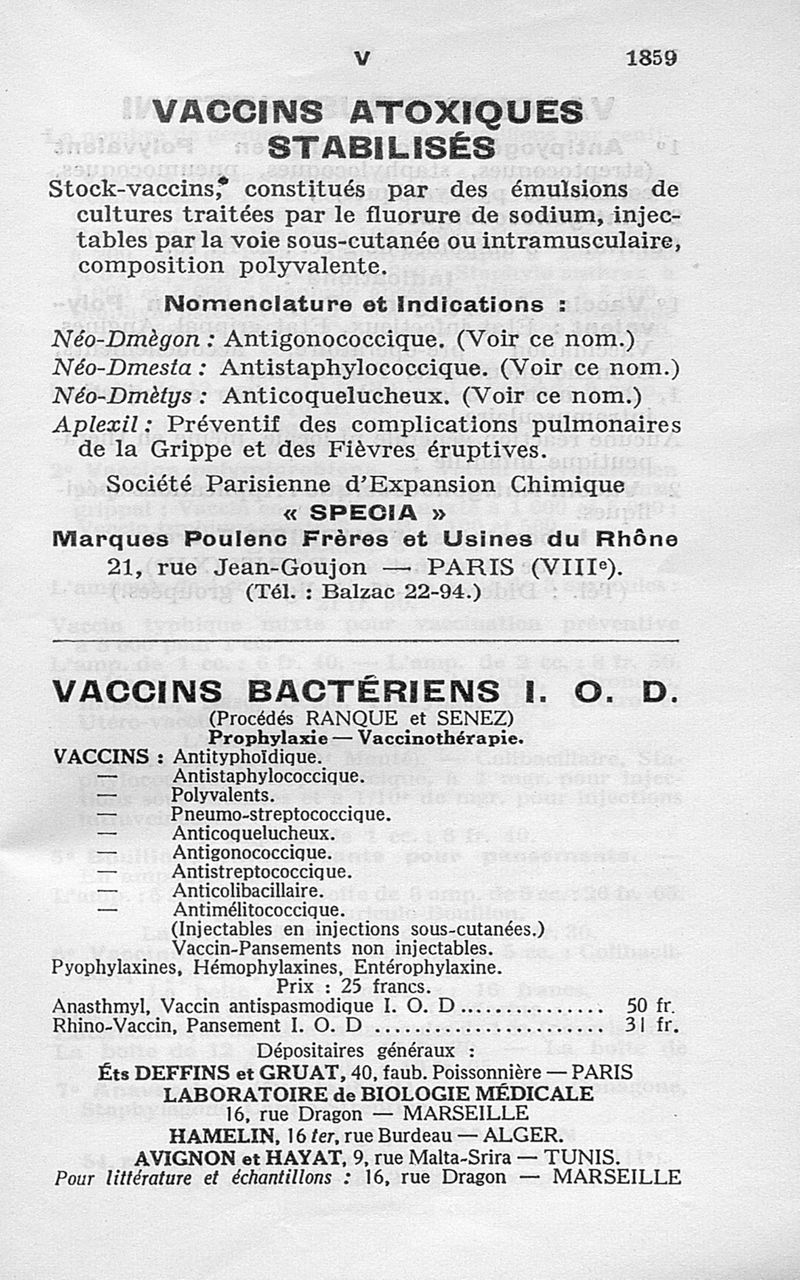 V 1859
VACCINS ATOXIQUES
STABILISÉS
Stock-vaccins, constitués par des émulsions de
cultures traitées par le fluorure de sodium, injec-
tables par la voie sous-cutanée ou intramusculaire,
composition polyvalente.
Nomenclature et Indications :
Néo-Dmègon : Antigonococcique. (Voir ce nom.)
Néo-Dmesta : Antistaphylococcique. (Voir ce nom.)
Néo-Dmètys : Anticoquelucheux. (Voir ce nom.)
Aplexil : Préventif des complications pulmonaires
de la Grippe et des Fièvres éruptives.
Société Parisienne d'Expansion Chimique
« SPECIA »
Marques Poulenc Frères et Usines du Rhône
21, rue Jean-Goujon — PARIS (VIIIe).
(Tél. : Balzac 22-94.)
VACCINS BACTÉRIENS I. O. D.
(Procédés RANQUE et SENEZ)
Prophylaxie — Vaccinothérapie.
VACCINS : Antityphoïdique.
— Antistaphylococcique.
— Polyvalents.
— Pneumo-streptococcique.
— Anticoquelucheux.
— Antigonococcique.
— Antistreptococcique.
— Anticolibacillaire.
— Antimélitococcique.
(Injectables en injections sous-cutanées.)
Vaccin-Pansements non injectables.
Pyophylaxines, Hémophylaxines, Entérophylaxine.
Prix : 25 francs.
Anasthmyl, Vaccin antispasmodique I. O. D............... 50 fr.
Rhino-Vaccin, Pansement I. O. D ....................... 31 fr.
Dépositaires généraux :
Éts DEFFINS et GRUAT, 40, faub. Poissonnière — PARIS
LABORATOIRE de BIOLOGIE MÉDICALE
16, rue Dragon — MARSEILLE
HAMELIN, 16 ter, rue Burdeau — ALGER.
AVIGNON et HAYAT, 9, rue Malta-Srira — TUNIS.
Pour littérature et échantillons : 16, rue Dragon — MARSEILLE